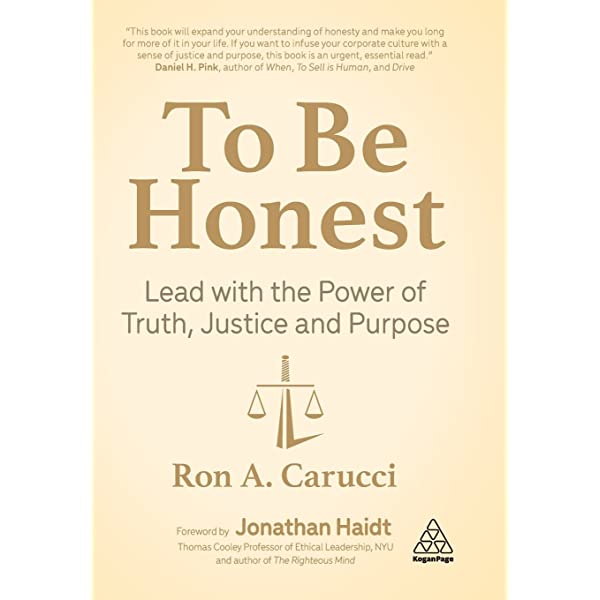 "This book will expand your understanding of honesty and make you long
for more of it in your life. If you want to infuse your corporate culture with a
sense of justice and purpose, this book is an urgent, essential read."
Daniel H. Pink, author of When, To Sell is Human, and Drive
To Be
Honest
Lead with the Power of
Truth, Justice and Purpose
Ron A. Carucci
Foreword by Jonathan Haidt
Thomas Cooley Professor of Ethical Leadership, NYU
and author of The Righteous Mind
KoganPage